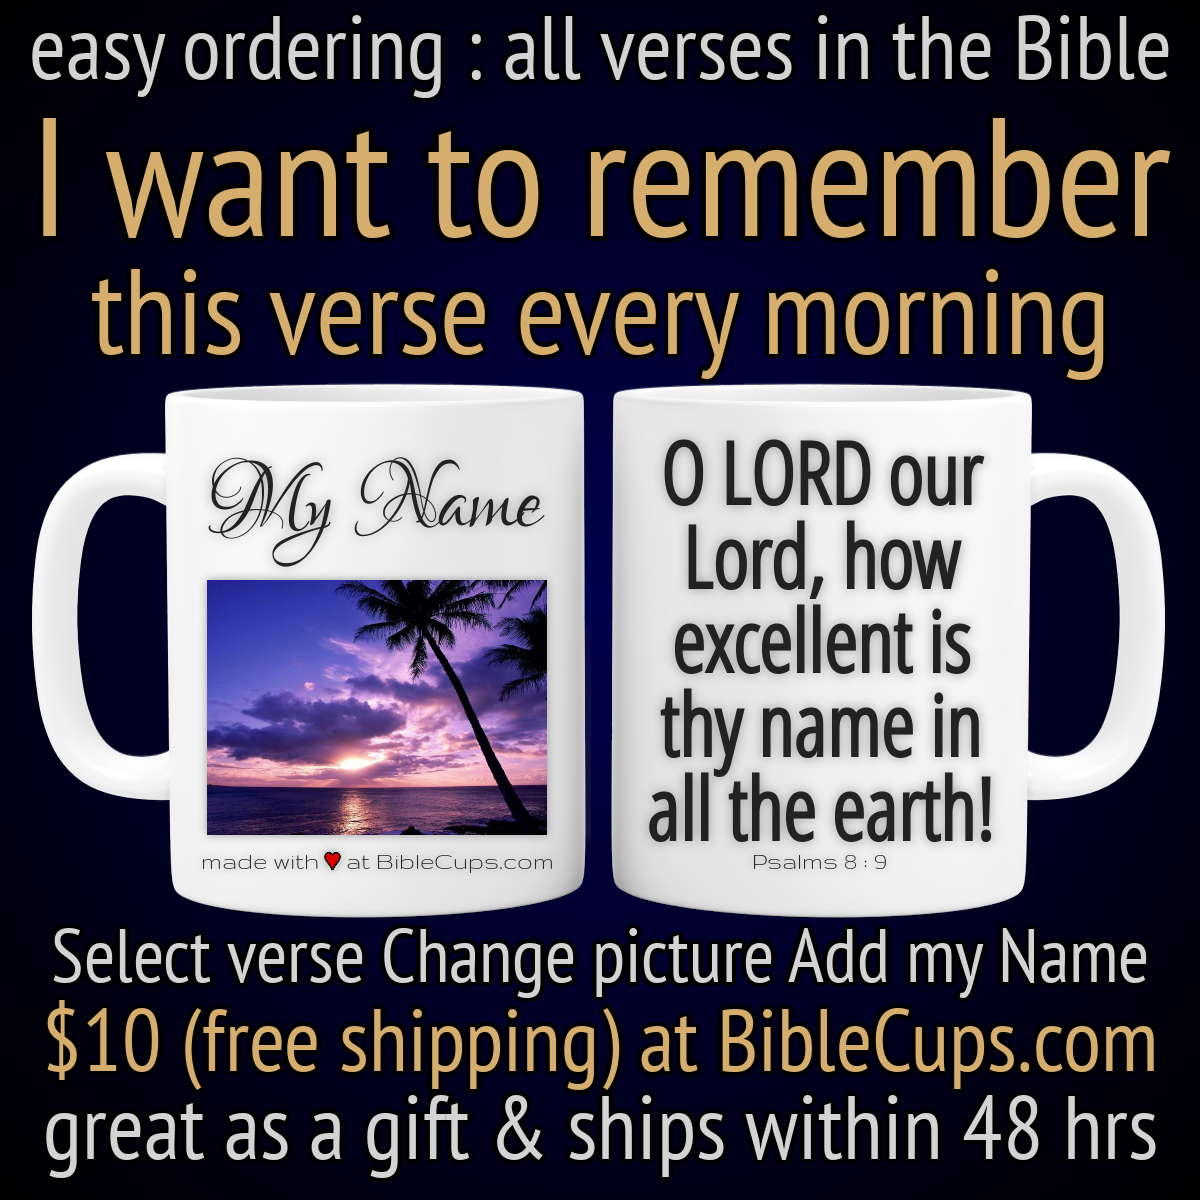 easy ordering : all verses in the Bible
I want to remember
this verse every morning
My Name
made with ♥ at BibleCups.com
O LORD our
Lord, how
excellent is
thy name in
all the earth!
Psalms 8 : 9
Select verse Change picture Add my Name
$10 (free shipping) at BibleCups.com
great as a gift & ships within 48 hrs